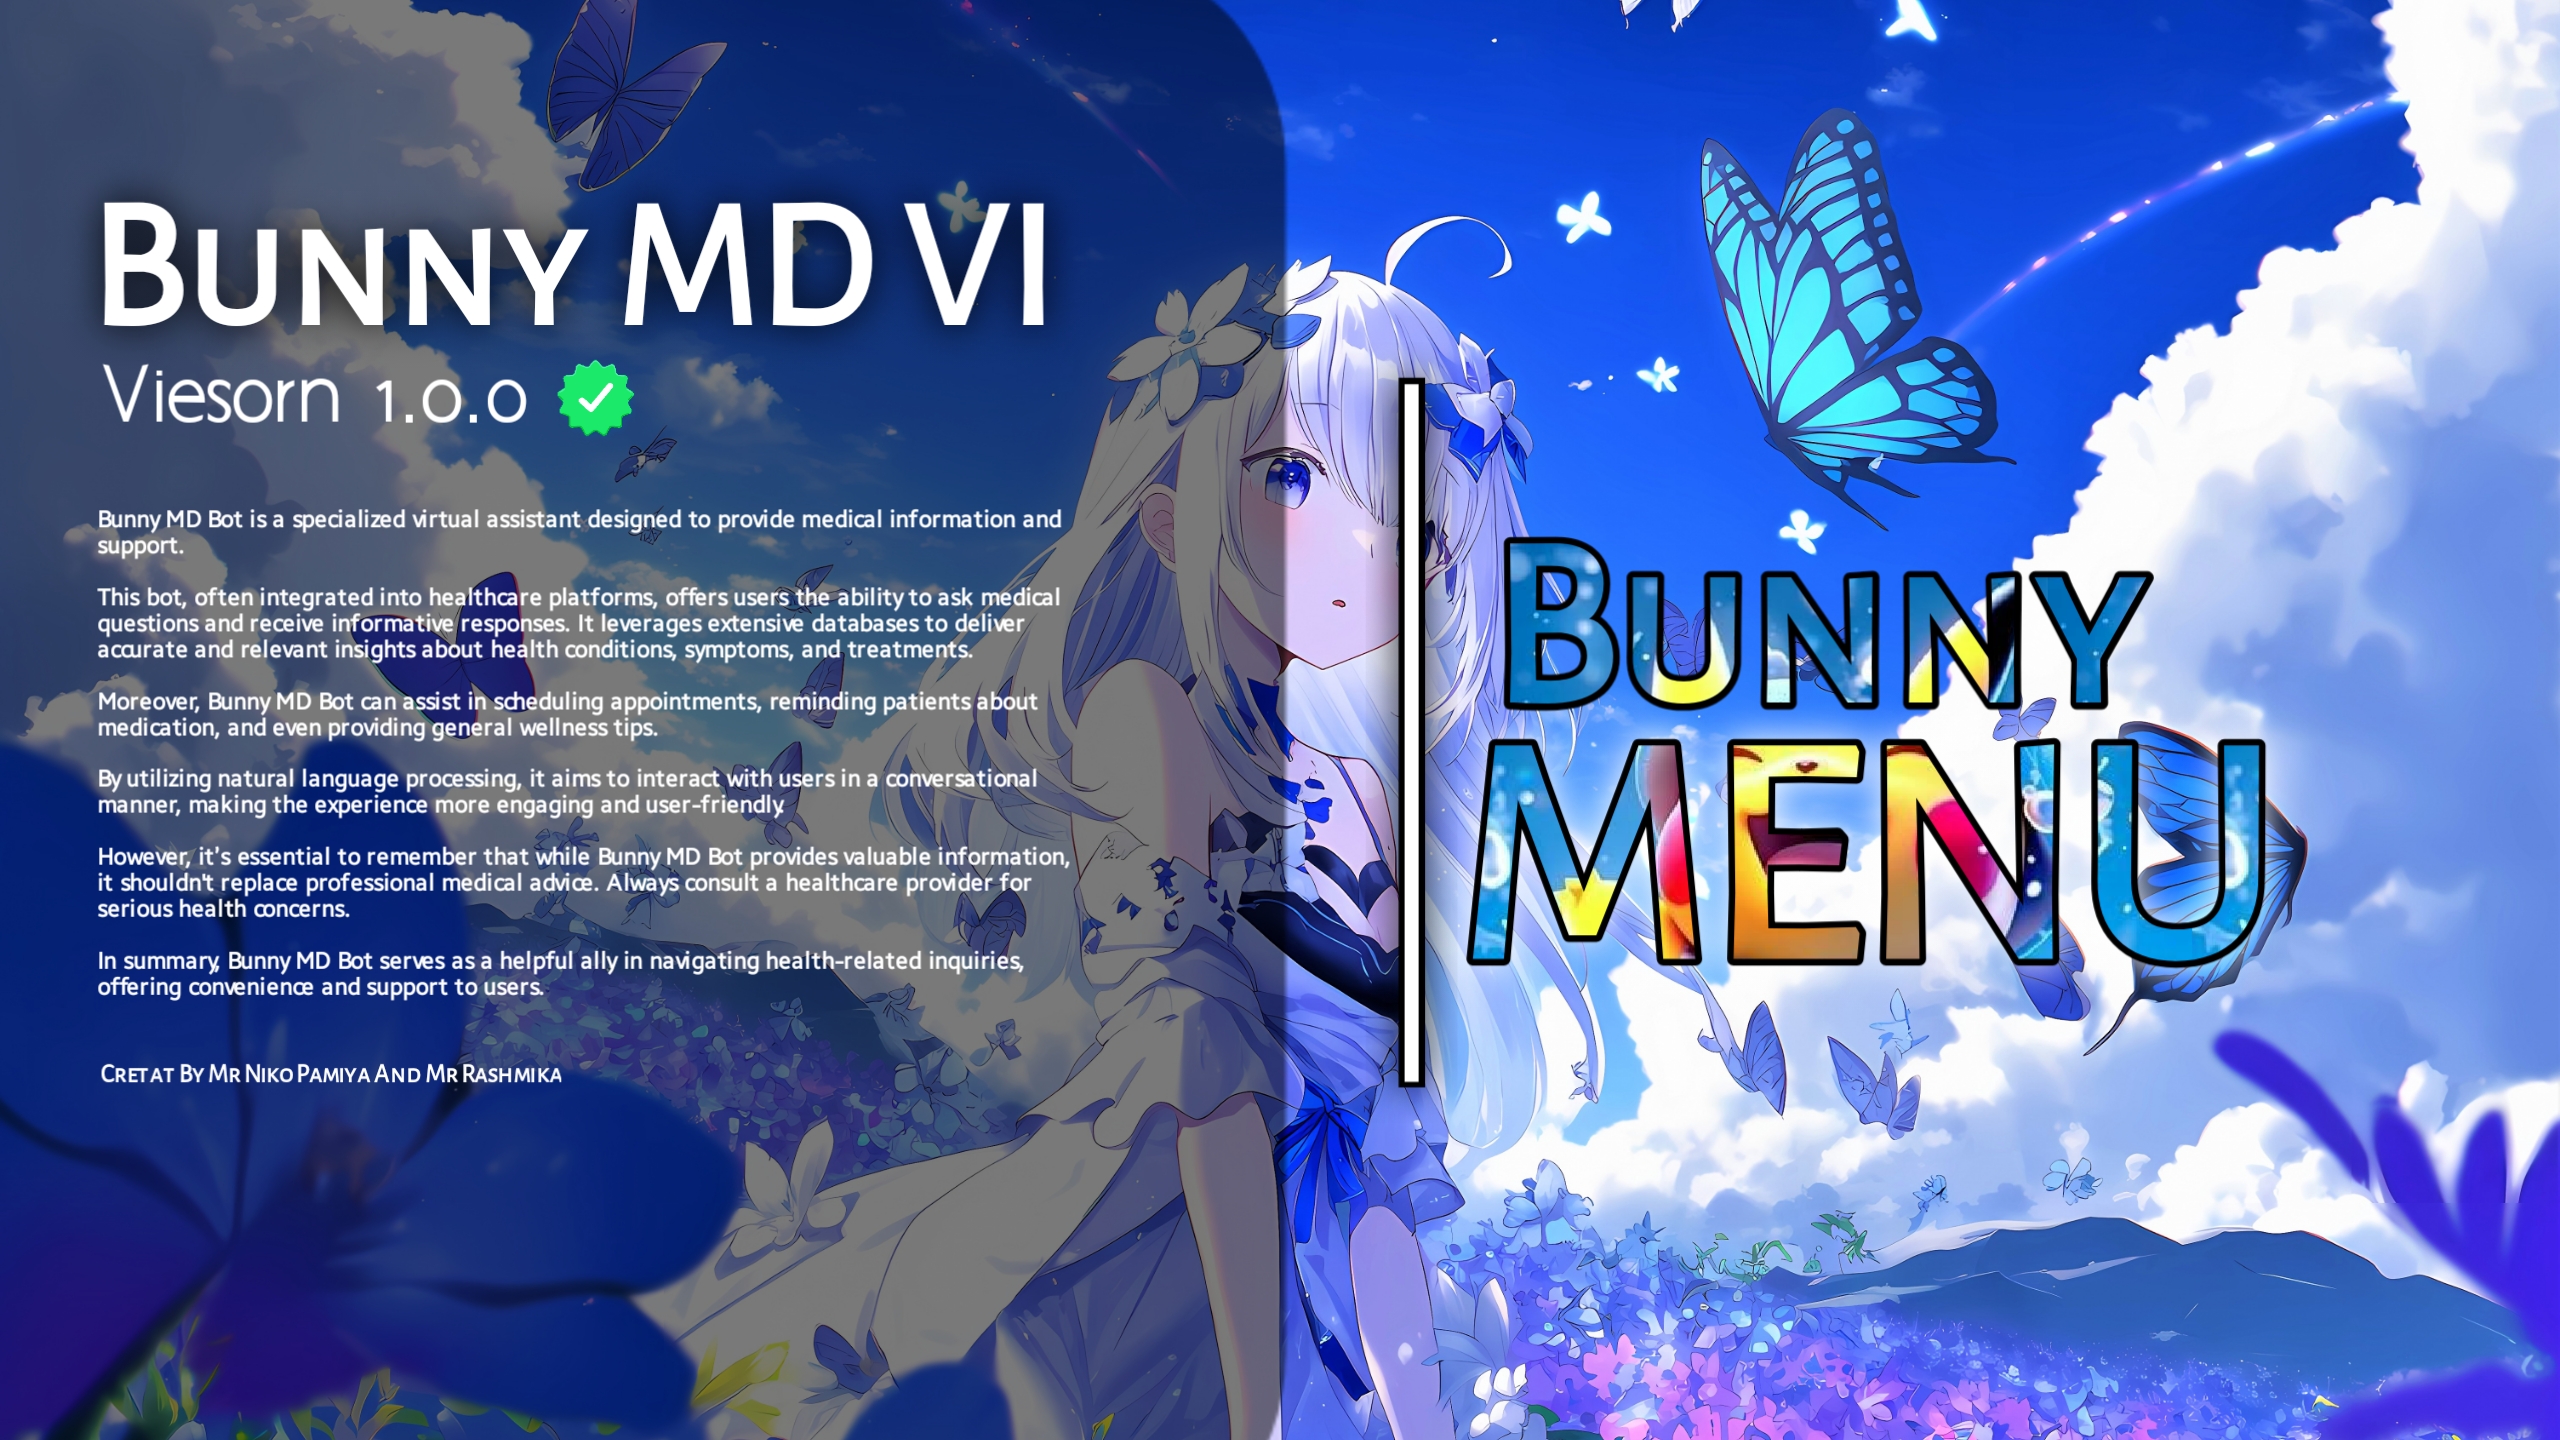 Bunny MD VI
Viesorn 1.0.0
Bunny MD Bot is a specialized virtual assistant designed to provide medical information and
support.
This bot, often integrated into healthcare platforms, offers users the ability to ask medical
questions and receive informative responses. It leverages extensive databases to deliver
accurate and relevant insights about health conditions, symptoms, and treatments.
Moreover, Bunny MD Bot can assist in scheduling appointments, reminding patients about
medication, and even providing general wellness tips.
By utilizing natural language processing, it aims to interact with users in a conversational
manner, making the experience more engaging and user-friendly.
However, it's essential to remember that while Bunny MD Bot provides valuable information,
it shouldn't replace professional medical advice. Always consult a healthcare provider for
serious health concerns.
In summary, Bunny MD Bot serves as a helpful ally in navigating health-related inquiries,
offering convenience and support to users.
Cretat By Mr Niko Pamiya And Mr Rashmika
Bunny
MENU